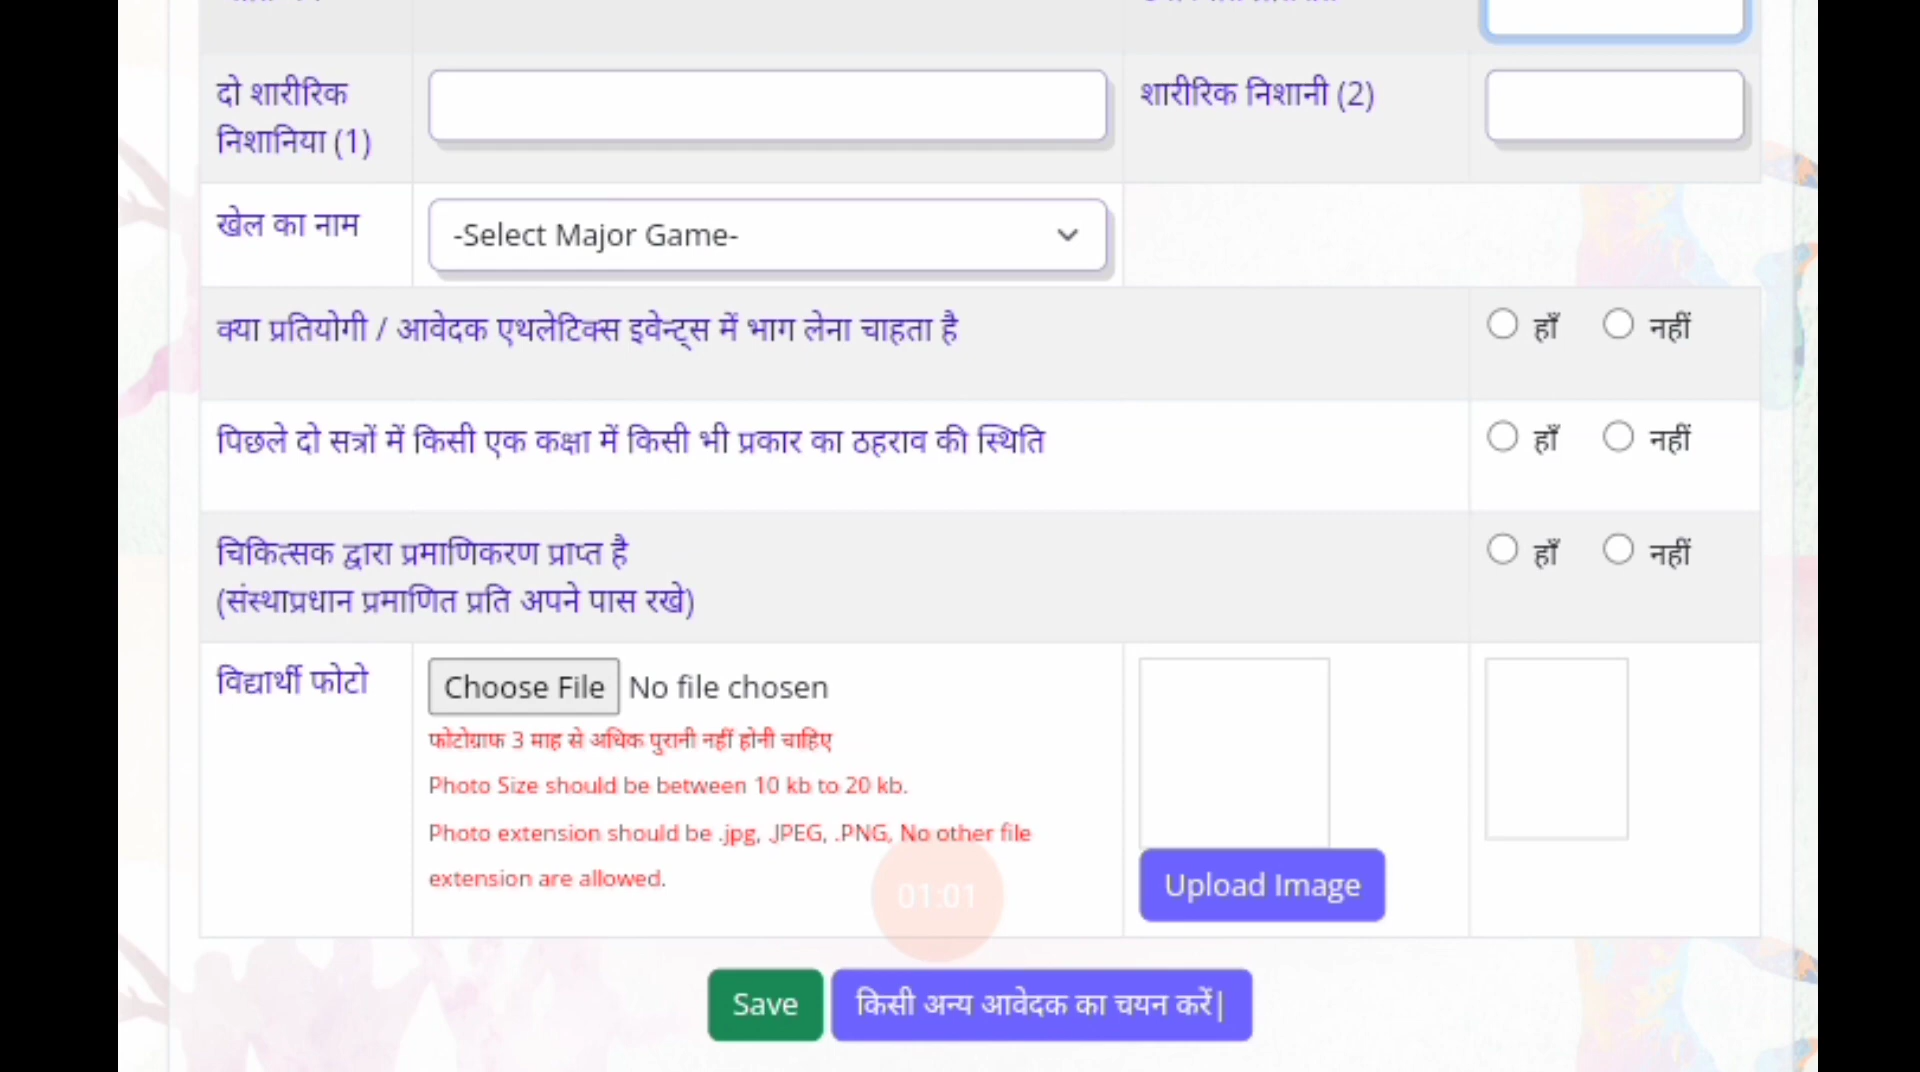 दो शारीरिक
निशानिया (1)
शारीरिक निशानी (2)
खेल का नाम
-Select Major Game-
क्या प्रतियोगी / आवेदक एथलेटिक्स इवेन्ट्स में भाग लेना चाहता है
हाँ नहीं
पिछले दो सत्रों में किसी एक कक्षा में किसी भी प्रकार का ठहराव की स्थिति
हाँ नहीं
चिकित्सक द्वारा प्रमाणिकरण प्राप्त है
(संस्थाप्रधान प्रमाणित प्रति अपने पास रखे)
हाँ नहीं
विद्यार्थी फोटो
Choose File No file chosen
फोटोग्राफ 3 माह से अधिक पुरानी नहीं होनी चाहिए
Photo Size should be between 10 kb to 20 kb.
Photo extension should be .jpg, .JPEG, .PNG, No other file
extension are allowed.
01:01
Upload Image
Save
किसी अन्य आवेदक का चयन करें|